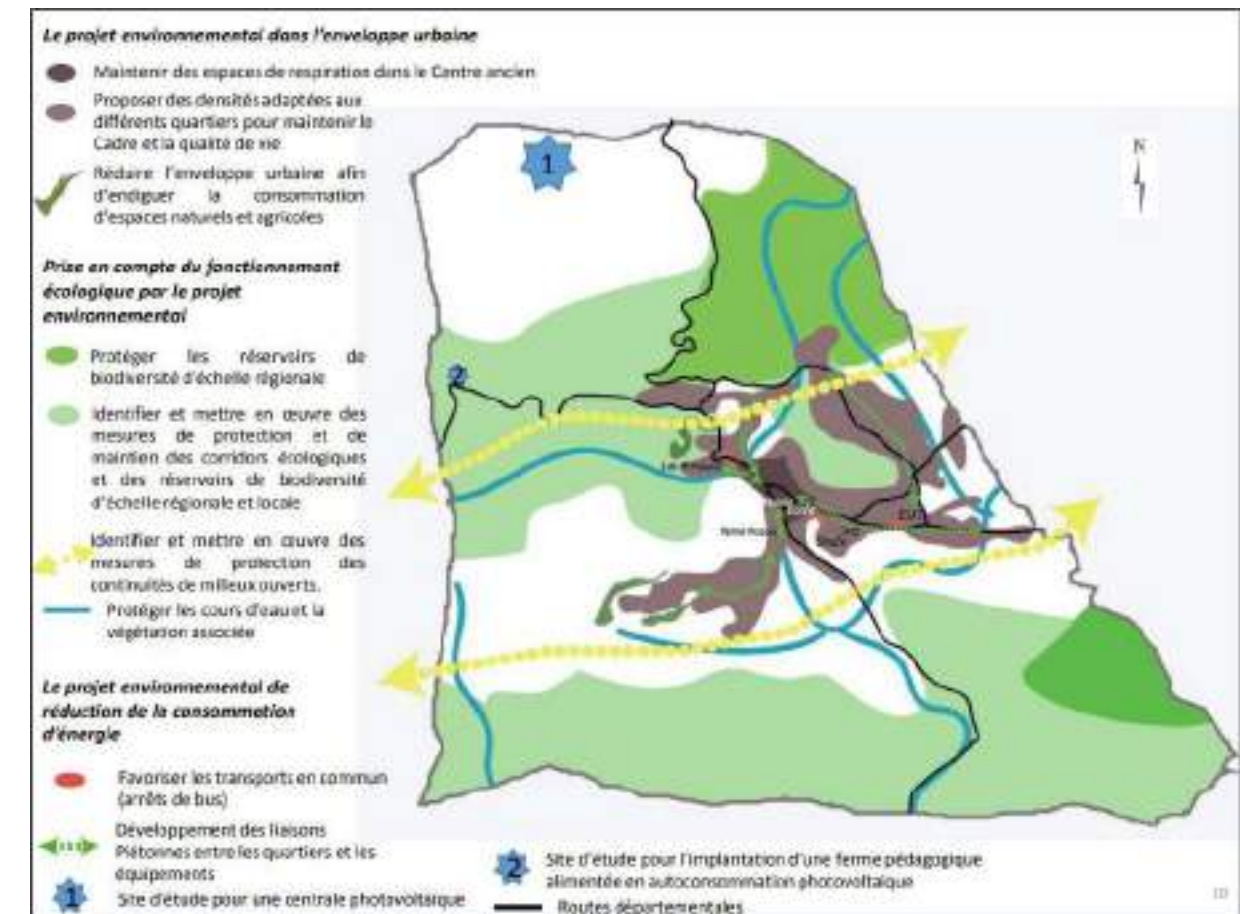 Le projet environnemental dans l'enveloppe urbaine
Maintenir des espaces de respiration dans le Centre ancien
Proposer des densités adaptées aux
différents quartiers pour maintenir le
Cadre et la qualité de vie
Réduire l'enveloppe urbaine afin
d'endiguer la consommation
d'espaces naturels et agricoles
Prise en compte du fonctionnement
écologique par le projet
environnemental
Protéger les réservoirs de
biodiversité d'échelle régionale
Identifier et mettre en œuvre des
mesures de protection et de
maintien des corridors écologiques
et des réservoirs de biodiversité
d'échelle régionale et locale
Identifier et mettre en œuvre des
mesures de protection des
continuités de milieux ouverts.
Protéger les cours d'eau et la
végétation associée
Le projet environnemental de
réduction de la consommation
d'énergie
Favoriser les transports en commun
(arrêts de bus)
Développement des liaisons
Piétonnes entre les quartiers et les
équipements
1
Site d'étude pour une centrale photovoltaïque
2
Site d'étude pour l'implantation d'une ferme pédagogique
alimentée en autoconsommation photovoltaïque
Routes départementales
1
2
N
10